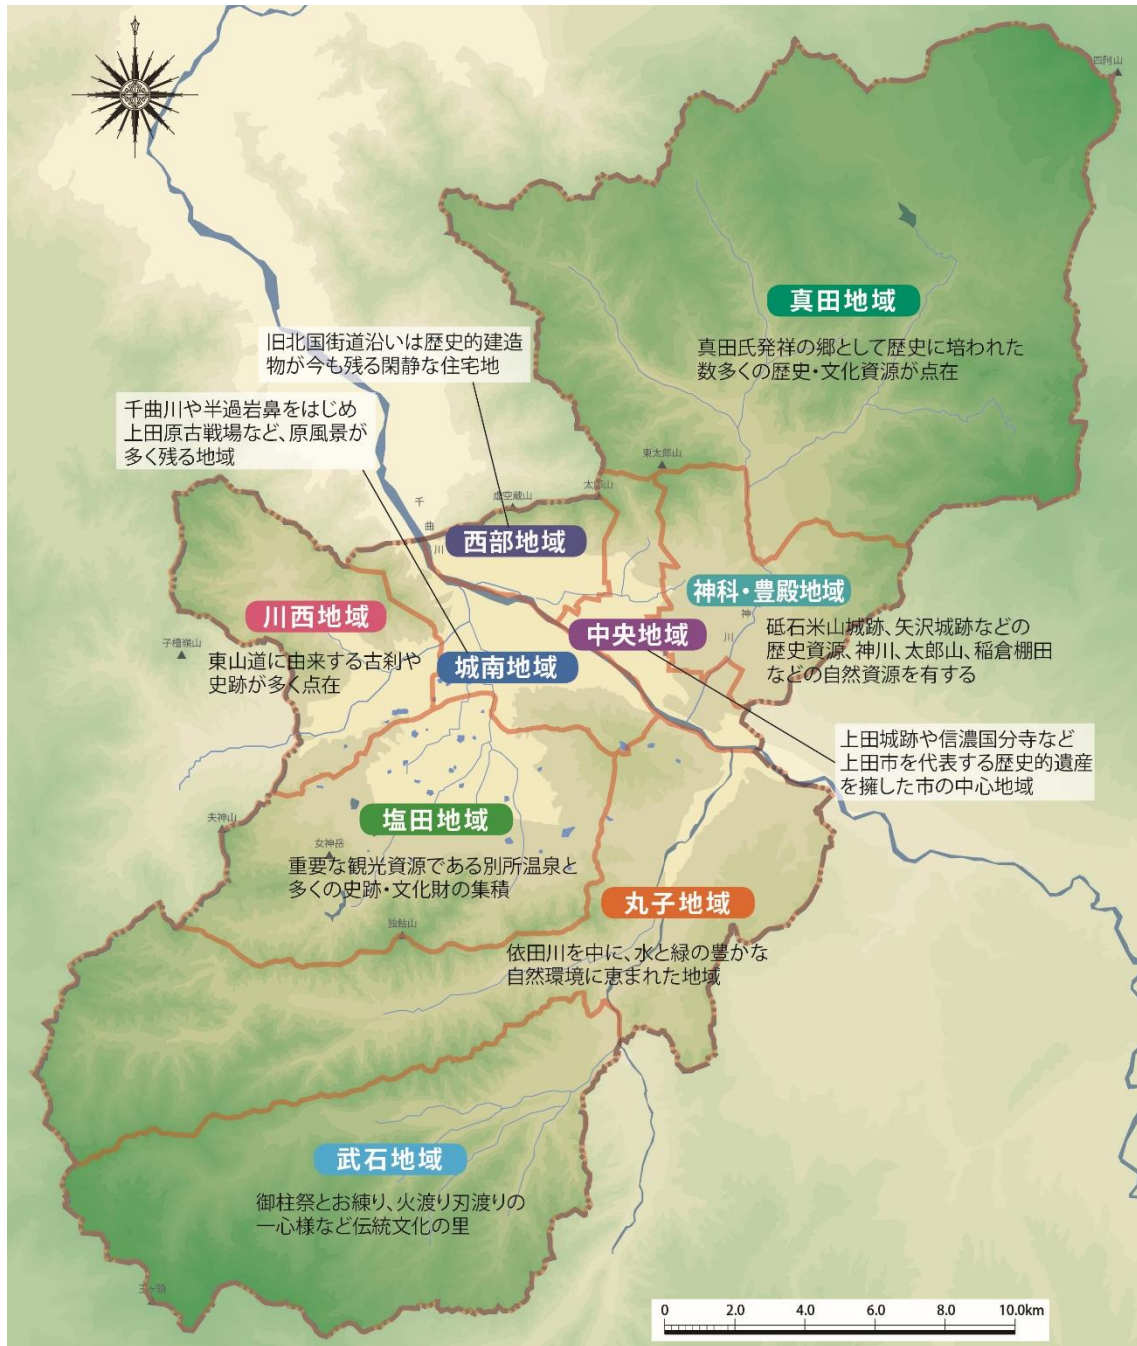 四阿山
真田地域
真田氏発祥の郷として歴史に培われた
数多くの歴史・文化資源が点在
旧北国街道沿いは歴史的建造
物が今も残る閑静な住宅地
千曲川や半過岩鼻をはじめ
上田原古戦場など、原風景が
多く残る地域
東太郎山
太郎山
虚空蔵山
千曲川
西部地域
神科・豊殿地域
神川
砥石米山城跡、矢沢城跡などの
歴史資源、神川、太郎山、稲倉棚田
などの自然資源を有する
川西地域
子檀嶺山
東山道に由来する古刹や
史跡が多く点在
中央地域
城南地域
上田城跡や信濃国分寺など
上田市を代表する歴史的遺産
を擁した市の中心地域
塩田地域
夫神山
女神岳
重要な観光資源である別所温泉と
多くの史跡・文化財の集積
独鈷山
丸子地域
依田川を中に、水と緑の豊かな
自然環境に恵まれた地域
武石地域
御柱祭とお練り、火渡り刃渡りの
一心様など伝統文化の里
0 2.0 4.0 6.0 8.0 10.0km